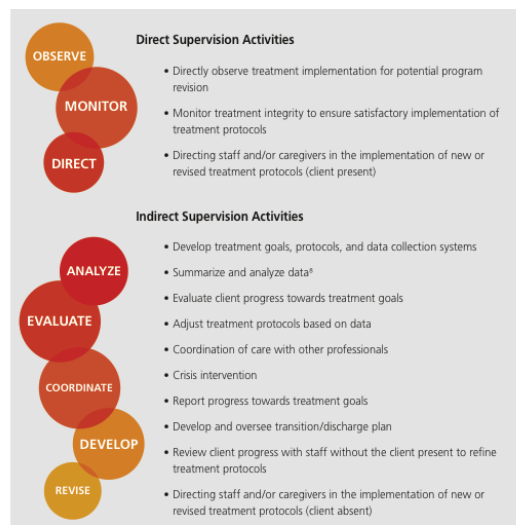 Direct Supervision Activities
OBSERVE
• Directly observe treatment implementation for potential program
revision
MONITOR
• Monitor treatment integrity to ensure satisfactory implementation of
treatment protocols
DIRECT
• Directing staff and/or caregivers in the implementation of new or
revised treatment protocols (client present)
Indirect Supervision Activities
• Develop treatment goals, protocols, and data collection systems
ANALYZE
• Summarize and analyze data⁸
• Evaluate client progress towards treatment goals
EVALUATE
• Adjust treatment protocols based on data
• Coordination of care with other professionals
• Crisis intervention
COORDINATE
• Report progress towards treatment goals
• Develop and oversee transition/discharge plan
DEVELOP
• Review client progress with staff without the client present to refine
treatment protocols
REVISE
• Directing staff and/or caregivers in the implementation of new or
revised treatment protocols (client absent)